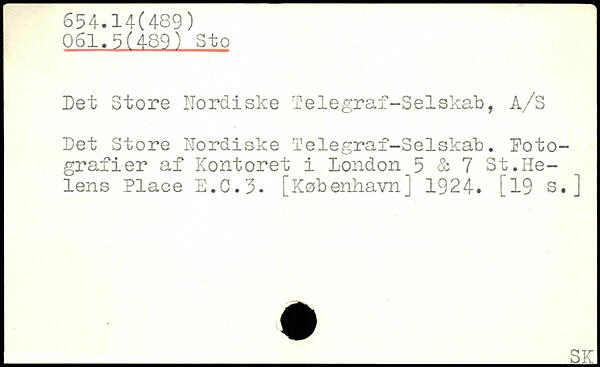 654.14(489)
061.5(489) Sto
Det Store Nordiske Telegraf-Selskab, A/S
Det Store Nordiske Telegraf-Selskab. Foto-
grafier af Kontoret i London 5 & 7 St.He-
lens Place E.C.3. [København] 1924. [19 s.]
SK